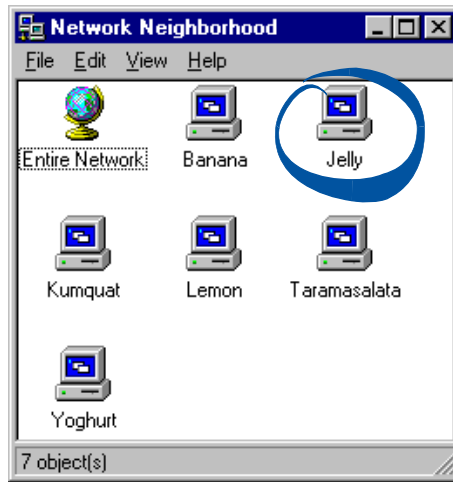 Network Neighborhood
File Edit View Help
Entire Network Banana Jelly
Kumquat Lemon Taramasalata
Yoghurt
7 object(s)